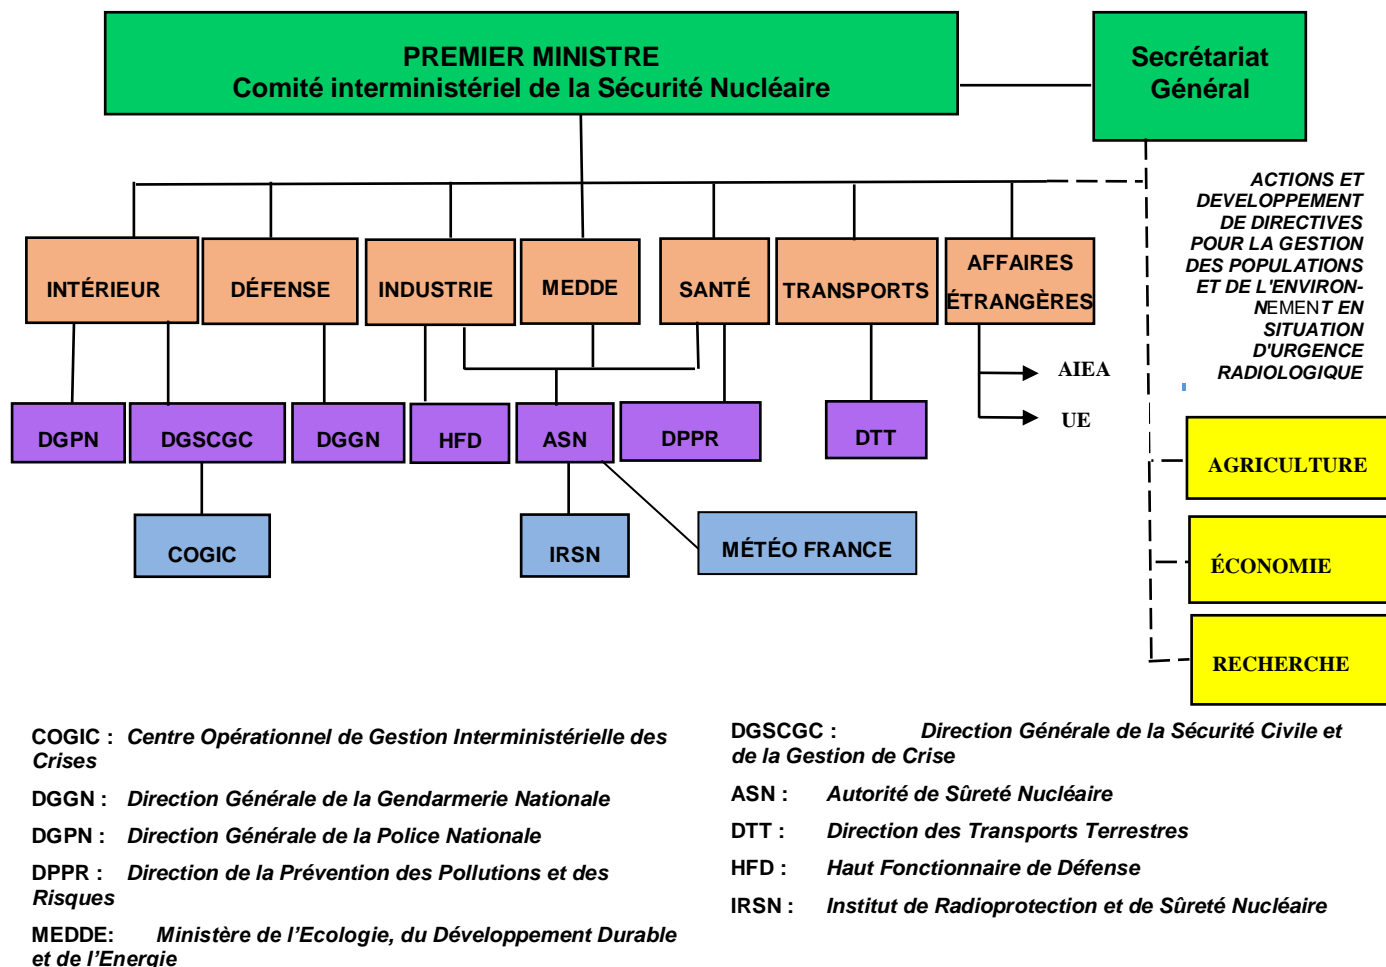 PREMIER MINISTRE
Comité interministériel de la Sécurité Nucléaire
Secrétariat
Général
ACTIONS ET
DEVELOPPEMENT
DE DIRECTIVES
POUR LA GESTION
DES POPULATIONS
ET DE L'ENVIRON-
NEMENT EN
SITUATION
D'URGENCE
RADIOLOGIQUE
INTÉRIEUR
DÉFENSE
INDUSTRIE
MEDDE
SANTÉ
TRANSPORTS
AFFAIRES
ÉTRANGÈRES
AIEA
UE
DGPN
DGSCGC
DGGN
HFD
ASN
DPPR
DTT
COGIC
IRSN
MÉTÉO FRANCE
AGRICULTURE
ÉCONOMIE
RECHERCHE
COGIC : Centre Opérationnel de Gestion Interministérielle des
Crises
DGGN : Direction Générale de la Gendarmerie Nationale
DGPN : Direction Générale de la Police Nationale
DPPR : Direction de la Prévention des Pollutions et des
Risques
MEDDE: Ministère de l'Ecologie, du Développement Durable
et de l'Energie
DGSCGC : Direction Générale de la Sécurité Civile et
de la Gestion de Crise
ASN : Autorité de Sûreté Nucléaire
DTT : Direction des Transports Terrestres
HFD : Haut Fonctionnaire de Défense
IRSN : Institut de Radioprotection et de Sûreté Nucléaire